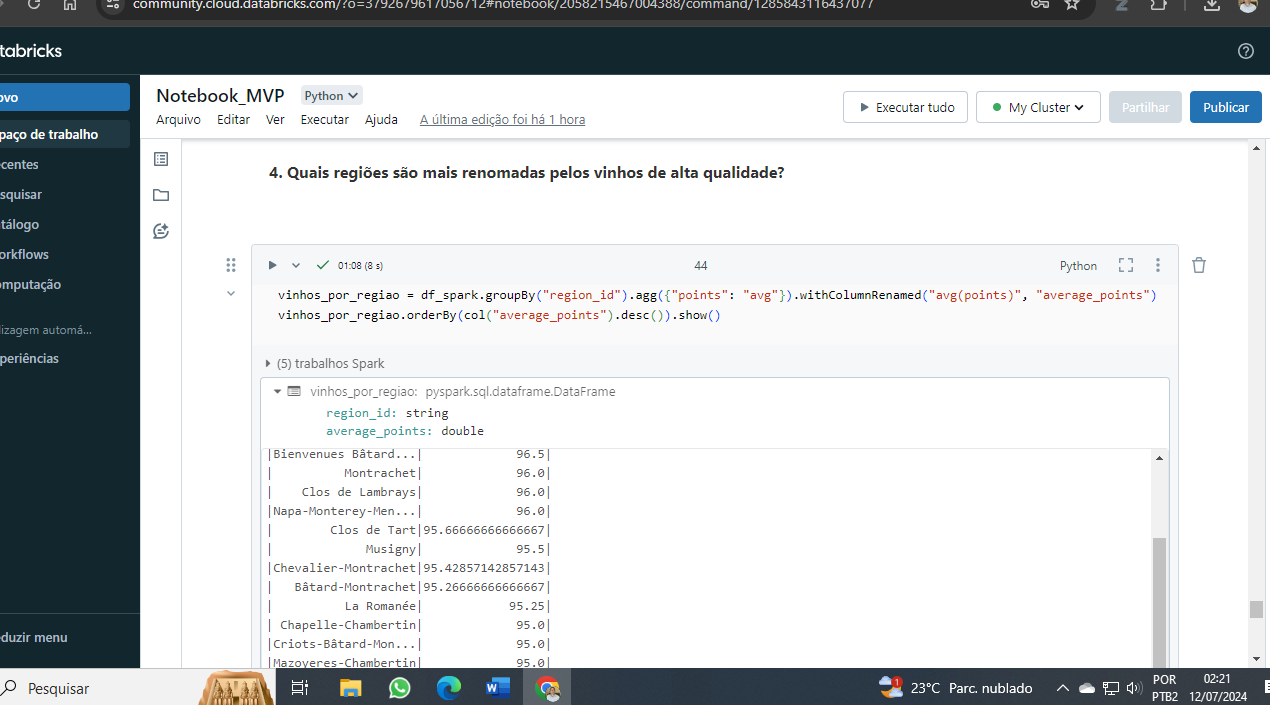 community.cloud.databricks.com/?o=3792679617056712#notebook/2058215467004388/command/1285843116437077
tabricks
ovo
paço de trabalho
centes
squisar
tálogo
orkflows
mputação
lizagem automá...
periências
duzir menu
Notebook_MVP Python
Arquivo Editar Ver Executar Ajuda A última edição foi há 1 hora
Executar tudo My Cluster Partilhar Publicar
4. Quais regiões são mais renomadas pelos vinhos de alta qualidade?
01:08 (8 s) 44 Python
vinhos_por_regiao = df_spark.groupBy("region_id").agg({"points": "avg"}).withColumnRenamed("avg(points)", "average_points")
vinhos_por_regiao.orderBy(col("average_points").desc()).show()
(5) trabalhos Spark
vinhos_por_regiao: pyspark.sql.dataframe.DataFrame
region_id: string
average_points: double
|Bienvenues Bâtard...| 96.5|
| Montrachet| 96.0|
| Clos de Lambrays| 96.0|
|Napa-Monterey-Men...| 96.0|
| Clos de Tart|95.66666666666667|
| Musigny| 95.5|
|Chevalier-Montrachet|95.42857142857143|
| Bâtard-Montrachet|95.26666666666667|
| La Romanée| 95.25|
| Chapelle-Chambertin| 95.0|
|Criots-Bâtard-Mon...| 95.0|
|Mazoyeres-Chambertin| 95.0|
Pesquisar
1
23°C Parc. nublado
POR
PTB2
02:21
12/07/2024